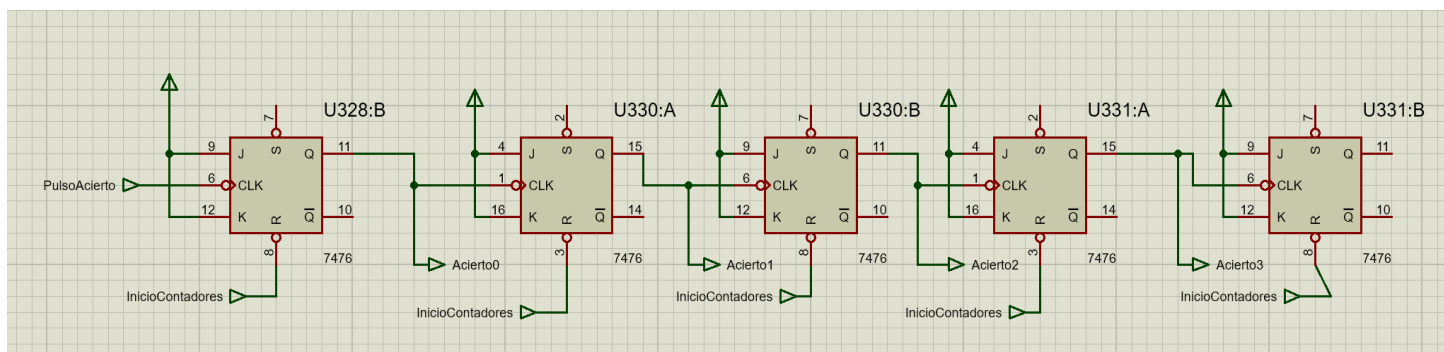 U328:B
U330:A
U330:B
U331:A
U331:B
7
2
7
2
7
9
J
S
Q
11
4
J
S
Q
15
9
J
S
Q
11
4
J
S
Q
15
9
J
S
Q
11
PulsoAcierto
6
CLK
1
CLK
6
CLK
1
CLK
6
CLK
12
K
R
Q
10
16
K
R
Q
14
12
K
R
Q
10
16
K
R
Q
14
12
K
R
Q
10
8
7476
3
7476
8
7476
3
7476
8
7476
Acierto0
Acierto1
Acierto2
Acierto3
InicioContadores
InicioContadores
InicioContadores
InicioContadores
InicioContadores